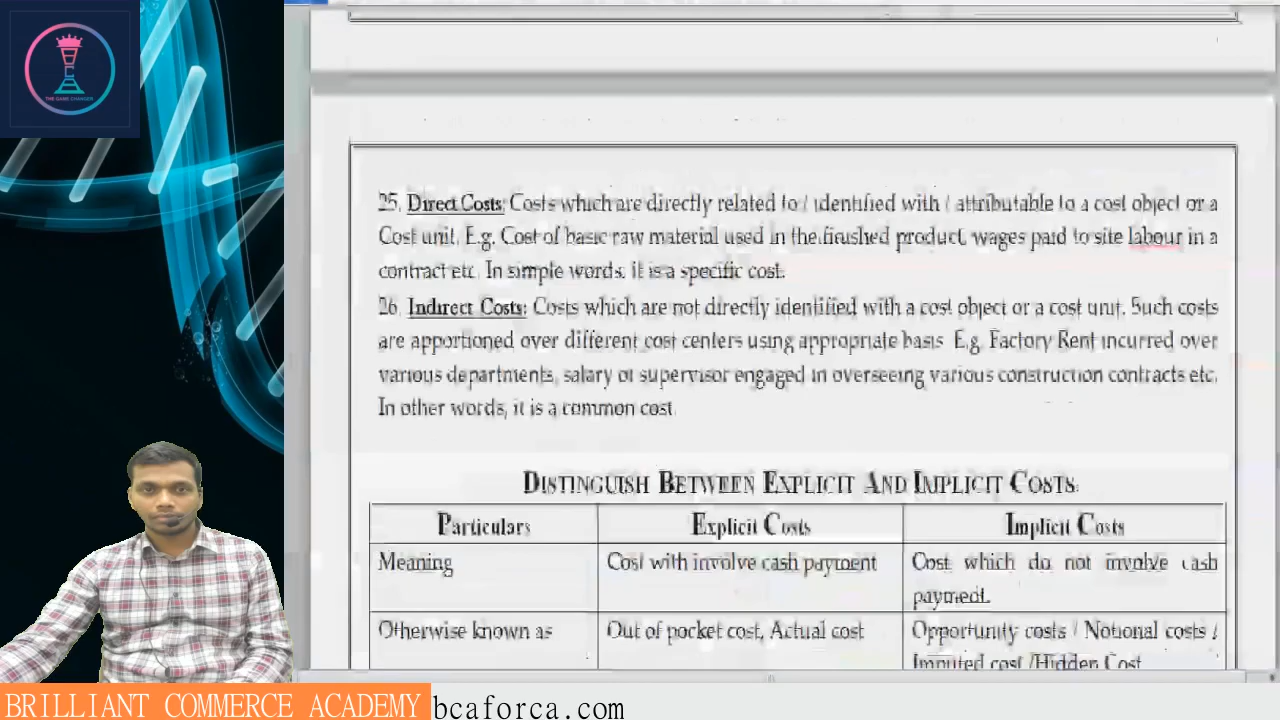 THE GAME CHANGER
25. Direct Costs: Costs which are directly related to / identified with / attributable to a cost object or a
Cost unit. E.g. Cost of basic raw material used in the finished product, wages paid to site labour in a
contract etc. In simple words, it is a specific cost.
26. Indirect Costs: Costs which are not directly identified with a cost object or a cost unit. Such costs
are apportioned over different cost centers using appropriate basis. E.g. Factory Rent incurred over
various departments, salary of supervisor engaged in overseeing various construction contracts etc.
In other words, it is a common cost.
DISTINGUISH BETWEEN EXPLICIT AND IMPLICIT COSTS:
Particulars Explicit Costs Implicit Costs
Meaning Cost with involve cash payment Cost which do not involve cash
payment.
Otherwise known as Out of pocket cost, Actual cost Opportunity costs / Notional costs /
Imputed cost /Hidden Cost
BRILLIANT COMMERCE ACADEMY bcaforca.com